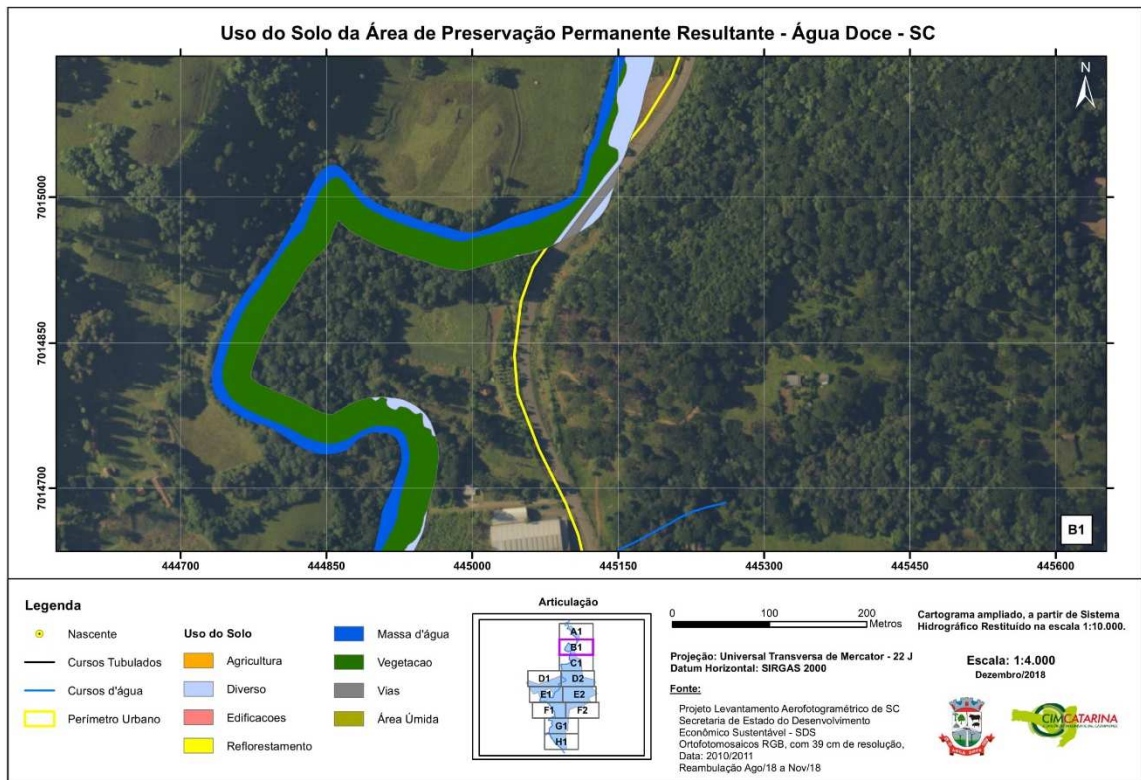 Uso do Solo da Área de Preservação Permanente Resultante - Água Doce - SC
N
7015000
7014850
7014700
B1
444700 444850 445000 445150 445300 445450 445600
Legenda
Nascente
Cursos Tubulados
Cursos d'água
Perímetro Urbano
Uso do Solo
Agricultura
Diverso
Edificacoes
Reflorestamento
Massa d'água
Vegetacao
Vias
Área Úmida
Articulação
A1
B1
C1
D1 D2
E1 E2
F1 F2
G1
H1
0 100 200
Metros
Projeção: Universal Transversa de Mercator - 22 J
Datum Horizontal: SIRGAS 2000
Fonte:
Projeto Levantamento Aerofotogramétrico de SC
Secretaria de Estado do Desenvolvimento
Econômico Sustentável - SDS
Ortofotomosaicos RGB, com 39 cm de resolução,
Data: 2010/2011
Reambulação Ago/18 a Nov/18
Cartograma ampliado, a partir de Sistema
Hidrográfico Restituído na escala 1:10.000.
Escala: 1:4.000
Dezembro/2018
CIMCATARINA